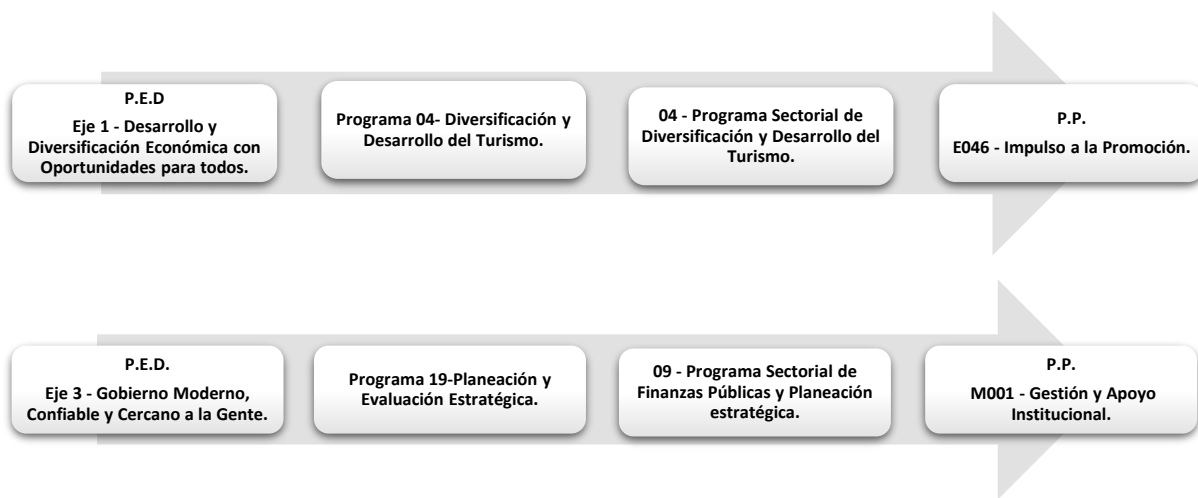 P.E.D
Eje 1 - Desarrollo y
Diversificación Económica con
Oportunidades para todos.
Programa 04- Diversificación y
Desarrollo del Turismo.
04 - Programa Sectorial de
Diversificación y Desarrollo del
Turismo.
P.P.
E046 - Impulso a la Promoción.
P.E.D.
Eje 3 - Gobierno Moderno,
Confiable y Cercano a la Gente.
Programa 19-Planeación y
Evaluación Estratégica.
09 - Programa Sectorial de
Finanzas Públicas y Planeación
estratégica.
P.P.
M001 - Gestión y Apoyo
Institucional.